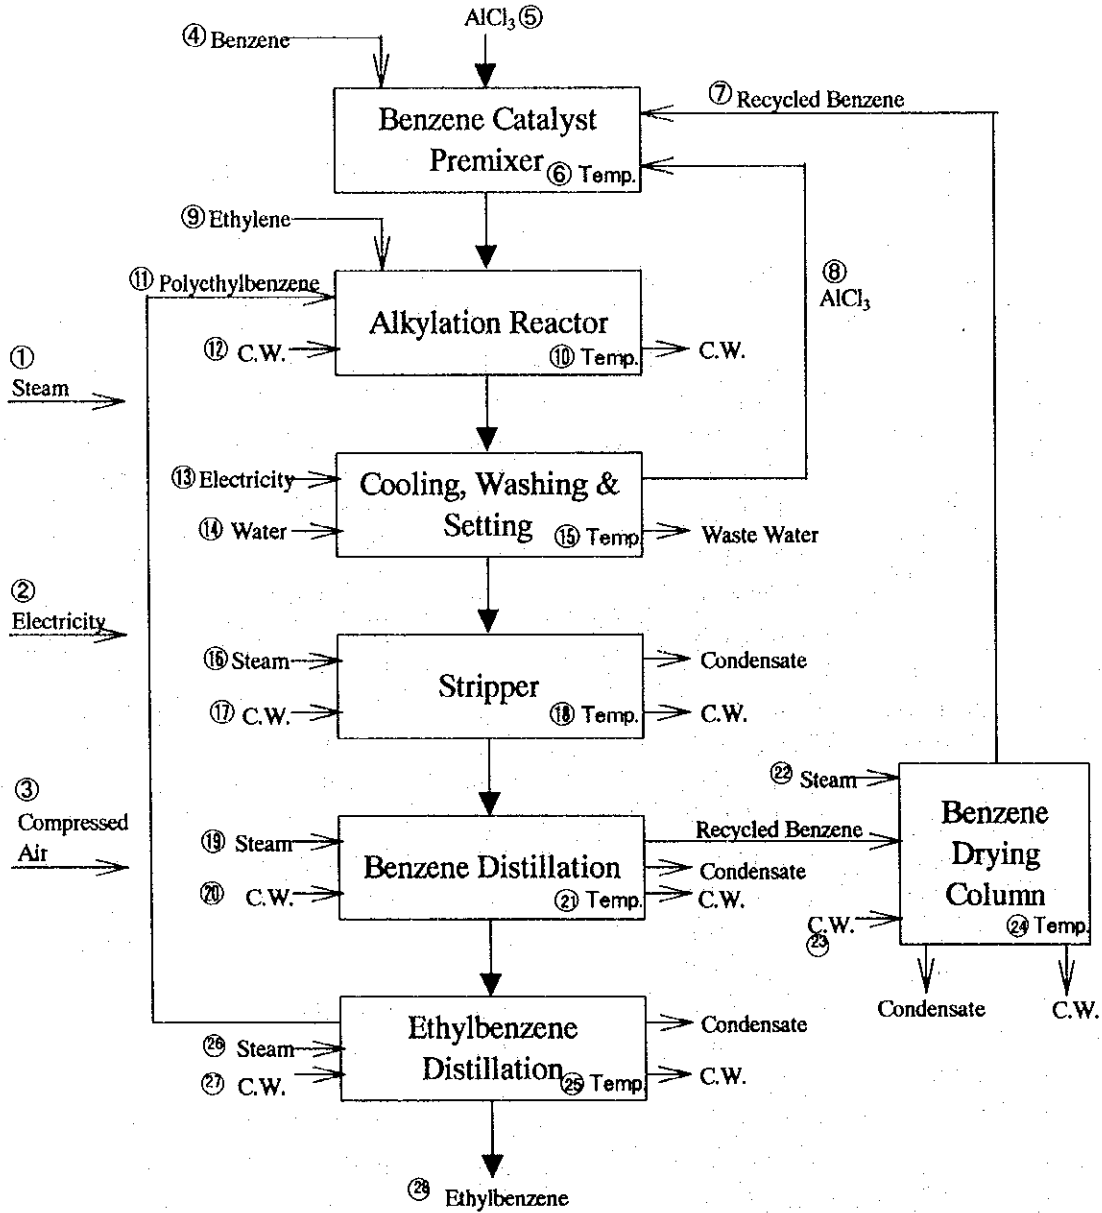 AlCl₃ ⑤
④ Benzene
⑦ Recycled Benzene
Benzene Catalyst
Premixer
⑥ Temp.
⑨ Ethylene
⑧
AlCl₃
⑪ Polyethylbenzene
Alkylation Reactor
⑫ C.W.
⑩ Temp.
C.W.
①
Steam
⑬ Electricity
Cooling, Washing &
Setting
⑭ Water
⑮ Temp.
Waste Water
②
Electricity
⑯ Steam
Condensate
Stripper
⑰ C.W.
⑱ Temp.
C.W.
③
Compressed
Air
㉒ Steam
Benzene
Drying
Column
㉔ Temp.
C.W.
㉓
Condensate
C.W.
⑲ Steam
Recycled Benzene
Benzene Distillation
Condensate
⑳ C.W.
㉑ Temp.
C.W.
Ethylbenzene
Distillation
Condensate
㉖ Steam
㉗ C.W.
㉕ Temp.
C.W.
㉘ Ethylbenzene